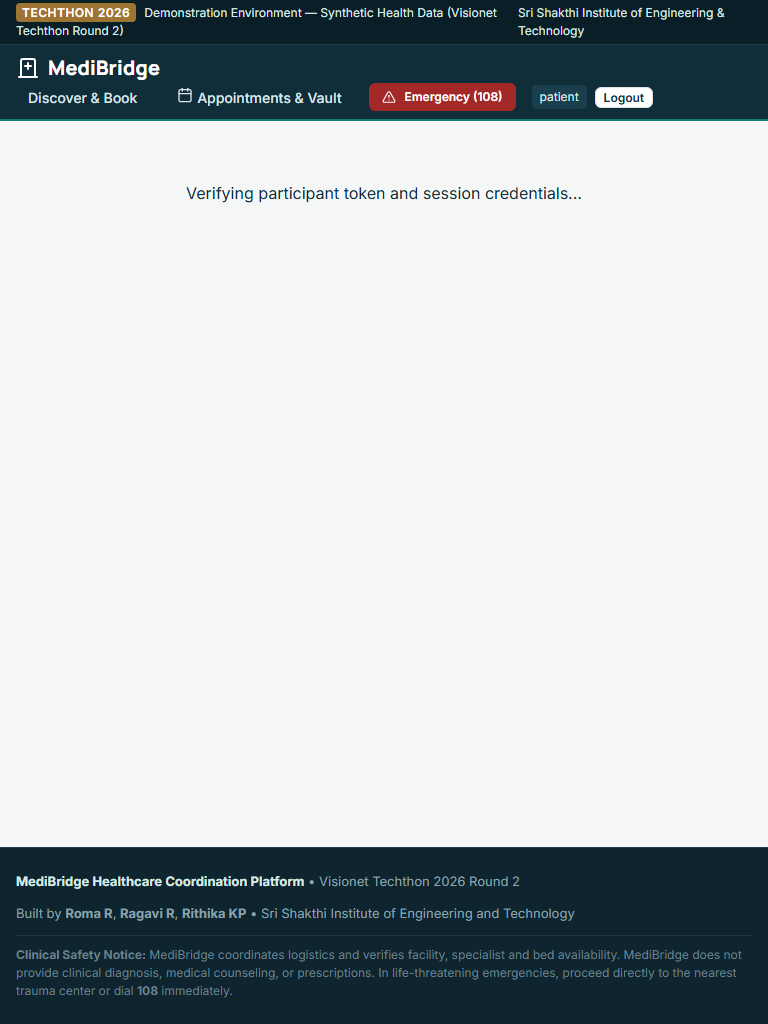 TECHTHON 2026 Demonstration Environment — Synthetic Health Data (Visionet
Techthon Round 2)
Sri Shakthi Institute of Engineering &
Technology
MediBridge
Discover & Book
Appointments & Vault
Emergency (108)
patient
Logout
Verifying participant token and session credentials...
MediBridge Healthcare Coordination Platform • Visionet Techthon 2026 Round 2
Built by Roma R, Ragavi R, Rithika KP • Sri Shakthi Institute of Engineering and Technology
Clinical Safety Notice: MediBridge coordinates logistics and verifies facility, specialist and bed availability. MediBridge does not
provide clinical diagnosis, medical counseling, or prescriptions. In life-threatening emergencies, proceed directly to the nearest
trauma center or dial 108 immediately.